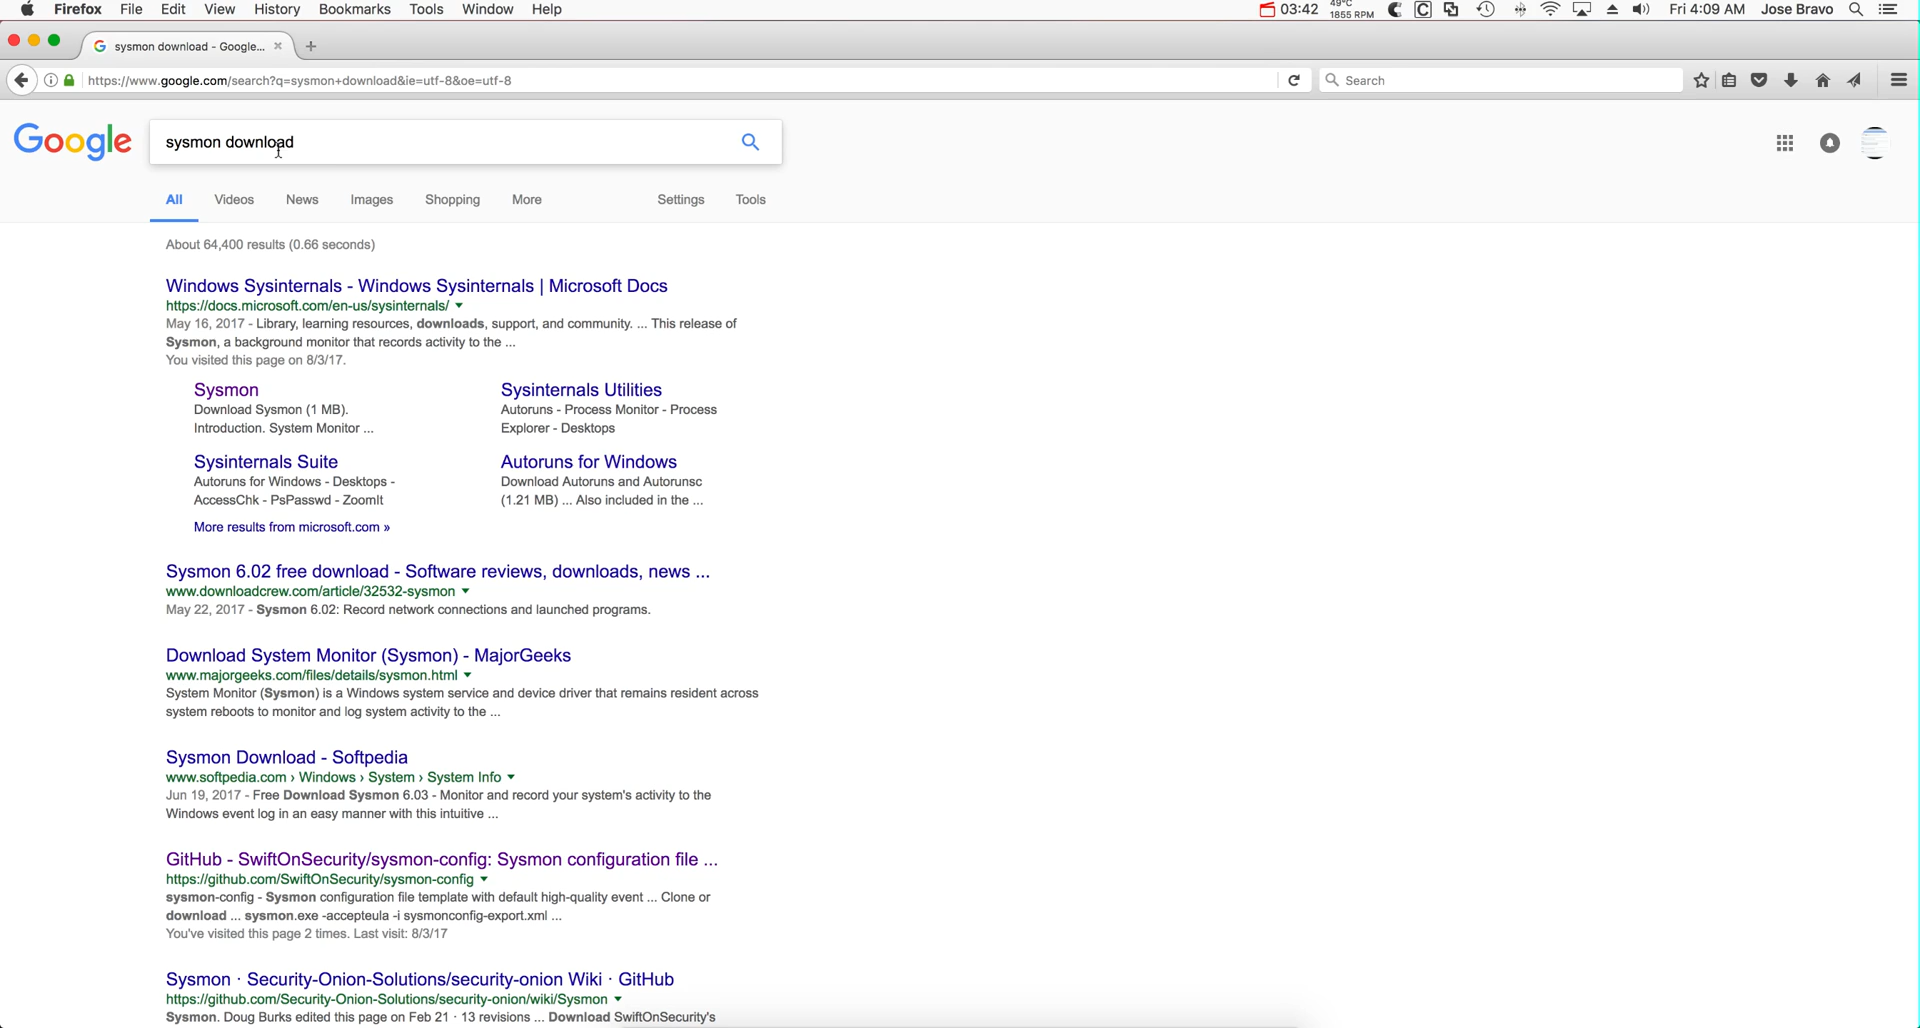 Firefox File Edit View History Bookmarks Tools Window Help 03:42 49°C 1855 RPM Fri 4:09 AM Jose Bravo
sysmon download - Google...
https://www.google.com/search?q=sysmon+download&ie=utf-8&oe=utf-8 Search
Google sysmon download
All Videos News Images Shopping More Settings Tools
About 64,400 results (0.66 seconds)
Windows Sysinternals - Windows Sysinternals | Microsoft Docs
https://docs.microsoft.com/en-us/sysinternals/
May 16, 2017 - Library, learning resources, downloads, support, and community. ... This release of
Sysmon, a background monitor that records activity to the ...
You visited this page on 8/3/17.
Sysmon
Download Sysmon (1 MB).
Introduction. System Monitor ...
Sysinternals Utilities
Autoruns - Process Monitor - Process
Explorer - Desktops
Sysinternals Suite
Autoruns for Windows - Desktops -
AccessChk - PsPasswd - ZoomIt
Autoruns for Windows
Download Autoruns and Autorunsc
(1.21 MB) ... Also included in the ...
More results from microsoft.com »
Sysmon 6.02 free download - Software reviews, downloads, news ...
www.downloadcrew.com/article/32532-sysmon
May 22, 2017 - Sysmon 6.02: Record network connections and launched programs.
Download System Monitor (Sysmon) - MajorGeeks
www.majorgeeks.com/files/details/sysmon.html
System Monitor (Sysmon) is a Windows system service and device driver that remains resident across
system reboots to monitor and log system activity to the ...
Sysmon Download - Softpedia
www.softpedia.com › Windows › System › System Info
Jun 19, 2017 - Free Download Sysmon 6.03 - Monitor and record your system's activity to the
Windows event log in an easy manner with this intuitive ...
GitHub - SwiftOnSecurity/sysmon-config: Sysmon configuration file ...
https://github.com/SwiftOnSecurity/sysmon-config
sysmon-config - Sysmon configuration file template with default high-quality event ... Clone or
download ... sysmon.exe -accepteula -i sysmonconfig-export.xml ...
You've visited this page 2 times. Last visit: 8/3/17
Sysmon · Security-Onion-Solutions/security-onion Wiki · GitHub
https://github.com/Security-Onion-Solutions/security-onion/wiki/Sysmon
Sysmon. Doug Burks edited this page on Feb 21 · 13 revisions ... Download SwiftOnSecurity's